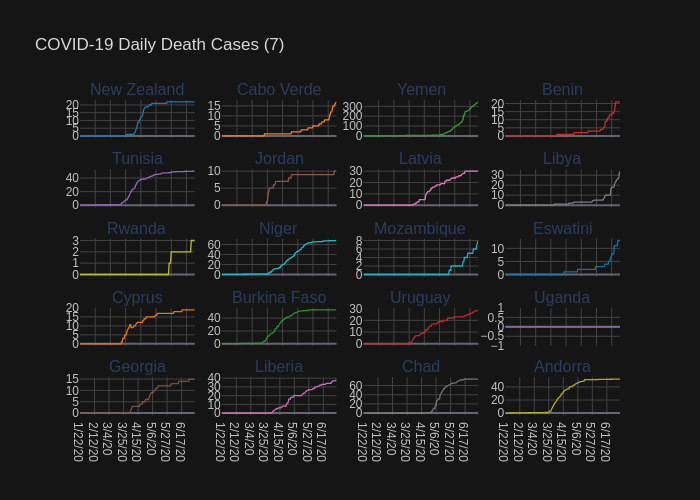 COVID-19 Daily Death Cases (7)
New Zealand Cabo Verde Yemen Benin
20 15 10 5 0
15 10 5 0
300 200 100 0
20 15 10 5 0
Tunisia Jordan Latvia Libya
40 20 0
10 5 0
30 20 10 0
30 20 10 0
Rwanda Niger Mozambique Eswatini
3 2 1 0
60 40 20 0
8 6 4 2 0
10 5 0
Cyprus Burkina Faso Uruguay Uganda
20 15 10 5 0
40 20 0
30 20 10 0
1 0.5 0 −0.5 −1
Georgia Liberia Chad Andorra
15 10 5 0
40 30 20 10 0
60 40 20 0
40 20 0
1/22/20 2/12/20 3/4/20 3/25/20 4/15/20 5/6/20 5/27/20 6/17/20
1/22/20 2/12/20 3/4/20 3/25/20 4/15/20 5/6/20 5/27/20 6/17/20
1/22/20 2/12/20 3/4/20 3/25/20 4/15/20 5/6/20 5/27/20 6/17/20
1/22/20 2/12/20 3/4/20 3/25/20 4/15/20 5/6/20 5/27/20 6/17/20